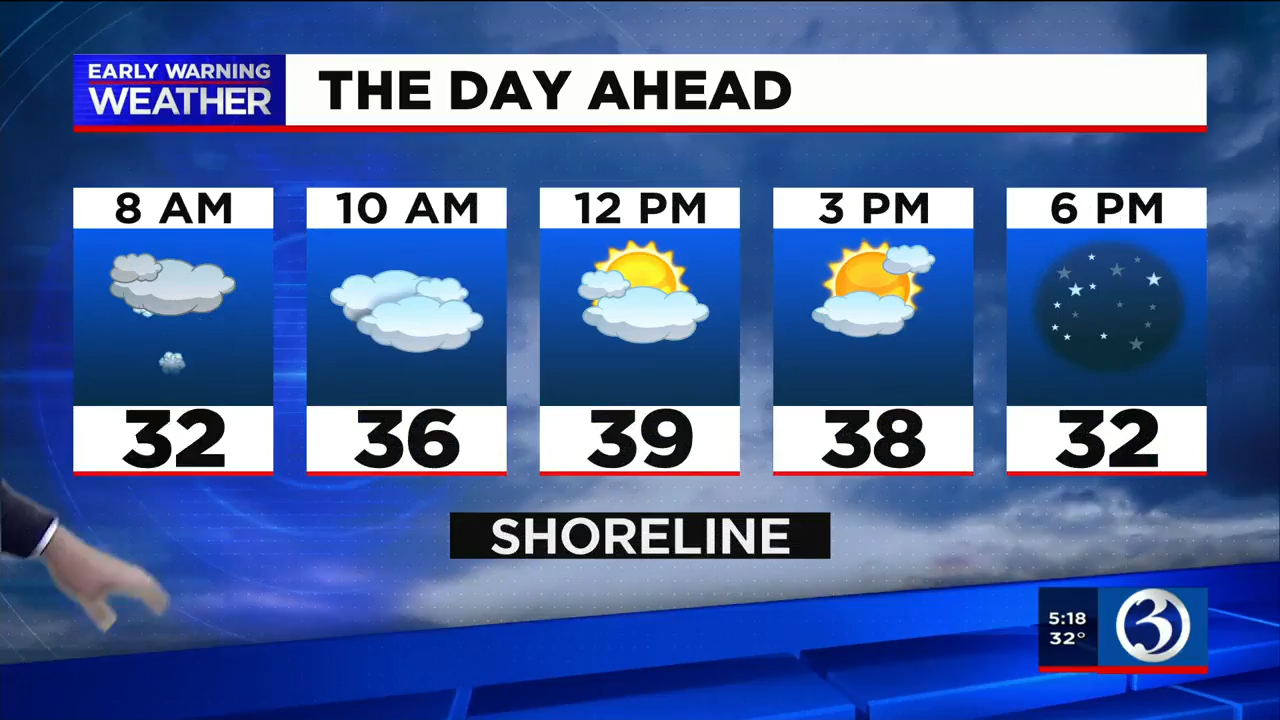 EARLY WARNING
WEATHER
THE DAY AHEAD
8 AM
10 AM
12 PM
3 PM
6 PM
32
36
39
38
32
SHORELINE
5:18
32°
3